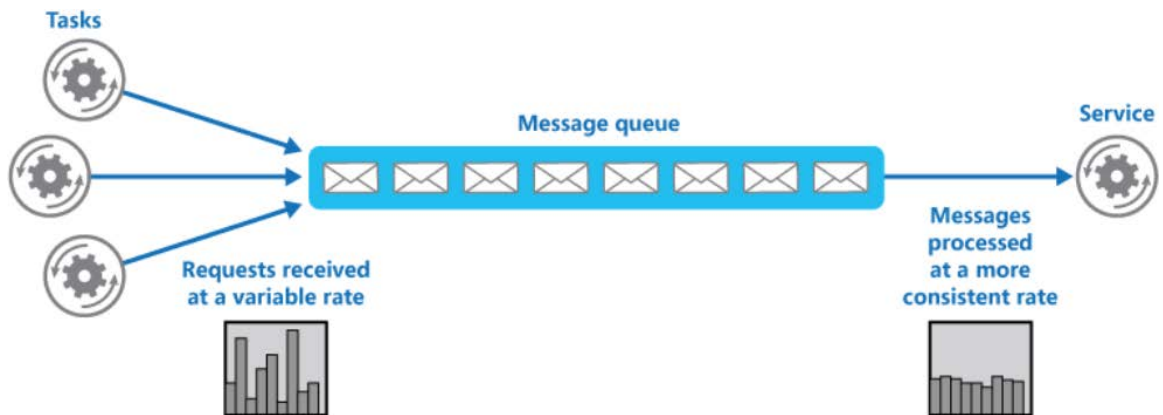 Tasks
Message queue
Service
Requests received
at a variable rate
Messages
processed
at a more
consistent rate